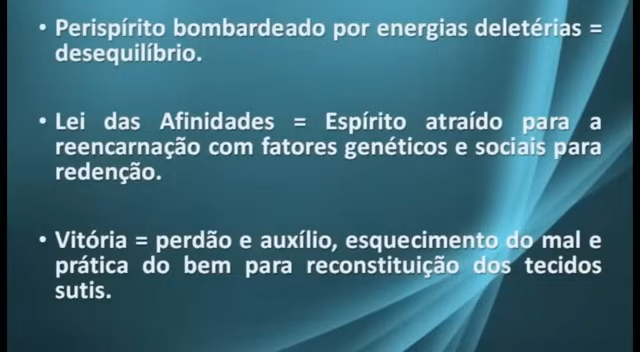 • Perispírito bombardeado por energias deletérias =
desequilíbrio.
• Lei das Afinidades = Espírito atraído para a
reencarnação com fatores genéticos e sociais para
redenção.
• Vitória = perdão e auxílio, esquecimento do mal e
prática do bem para reconstituição dos tecidos
sutis.